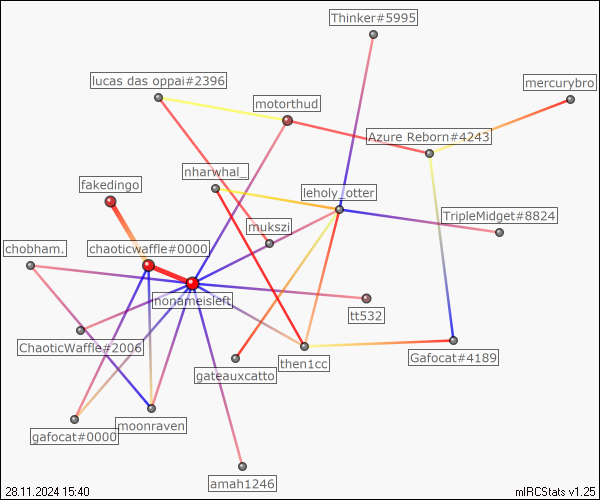 Thinker#5995
lucas das oppai#2396
mercurybro
motorthud
Azure Reborn#4243
nharwhal_
fakedingo
leholy_otter
TripleMidget#8824
mukszi
chobham.
chaoticwaffle#0000
nonameisleft
tt532
ChaoticWaffle#2006
then1cc
Gafocat#4189
gateauxcatto
moonraven
gafocat#0000
amah1246
28.11.2024 15:40
mIRCStats v1.25